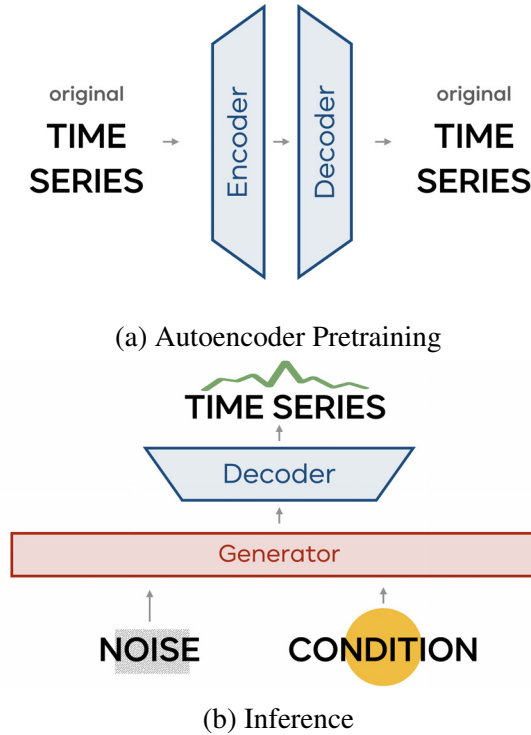 original
TIME
SERIES
Encoder
Decoder
original
TIME
SERIES
(a) Autoencoder Pretraining
TIME SERIES
Decoder
Generator
NOISE
CONDITION
(b) Inference